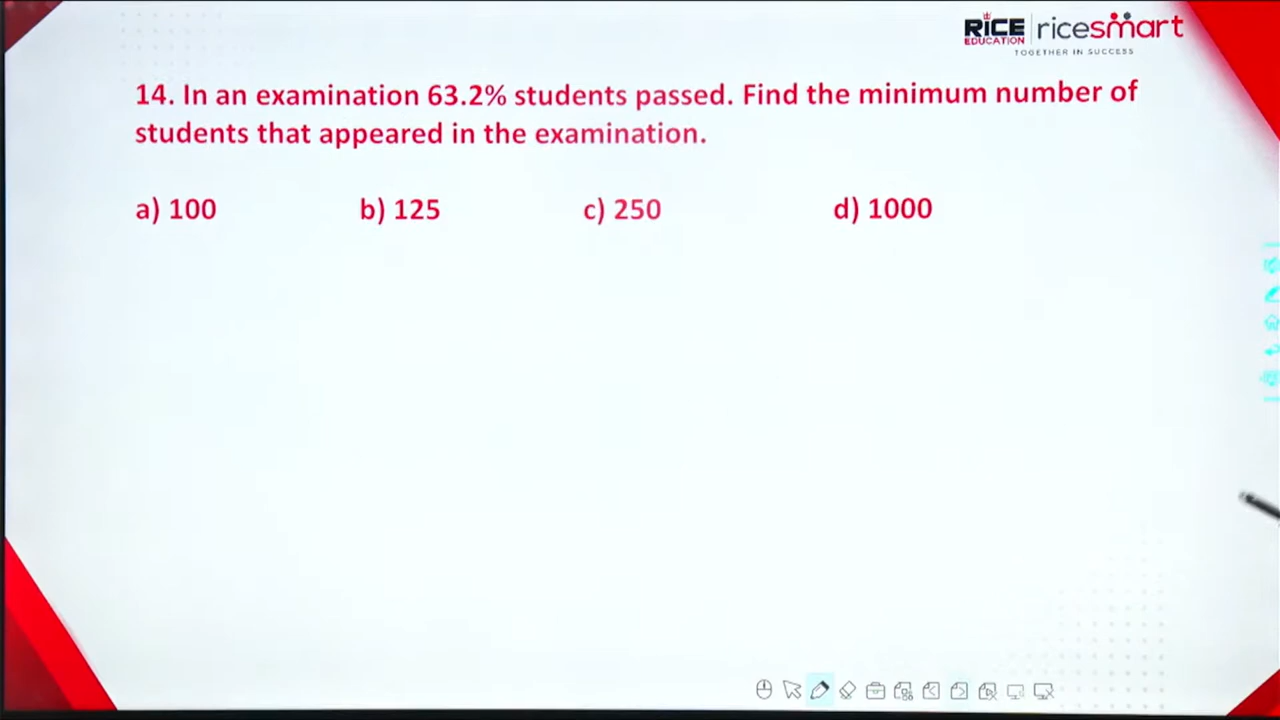 RICE EDUCATION ricesmart
TOGETHER IN SUCCESS
14. In an examination 63.2% students passed. Find the minimum number of
students that appeared in the examination.
a) 100 b) 125 c) 250 d) 1000